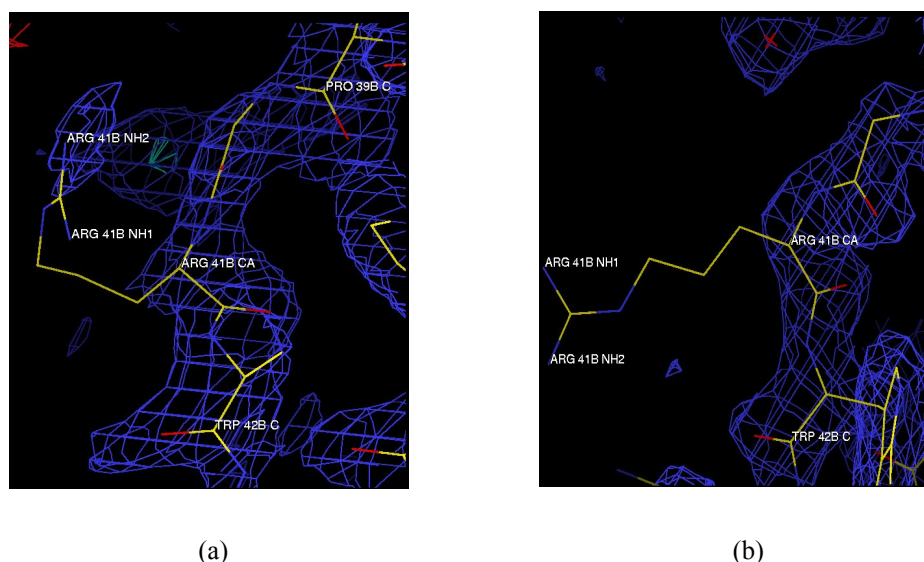 PRO 39B C
ARG 41B NH2
ARG 41B NH1
ARG 41B CA
TRP 42B C
ARG 41B CA
ARG 41B NH1
ARG 41B NH2
TRP 42B C
(a)
(b)